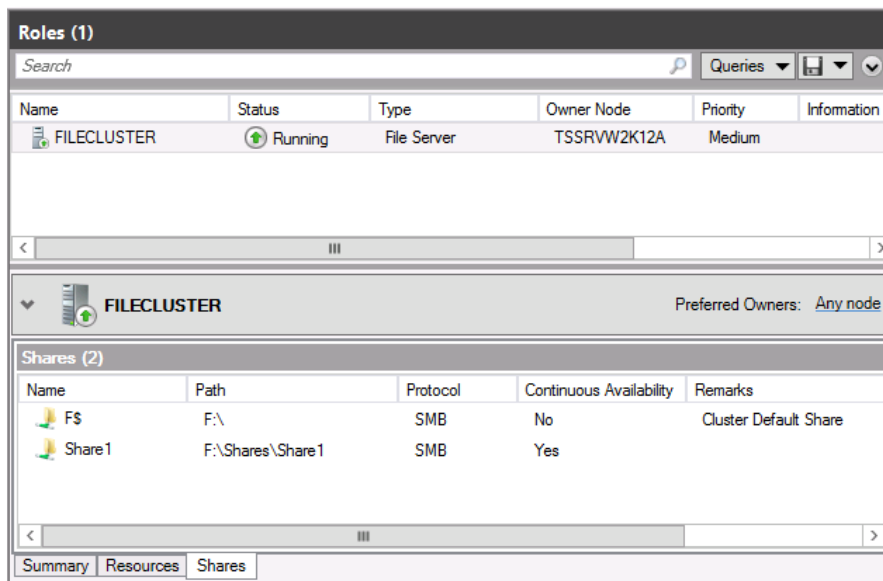 Roles (1)
Search
Queries
Name Status Type Owner Node Priority Information
FILECLUSTER Running File Server TSSRVW2K12A Medium
FILECLUSTER Preferred Owners: Any node
Shares (2)
Name Path Protocol Continuous Availability Remarks
F$ F:\ SMB No Cluster Default Share
Share1 F:\Shares\Share1 SMB Yes
Summary Resources Shares